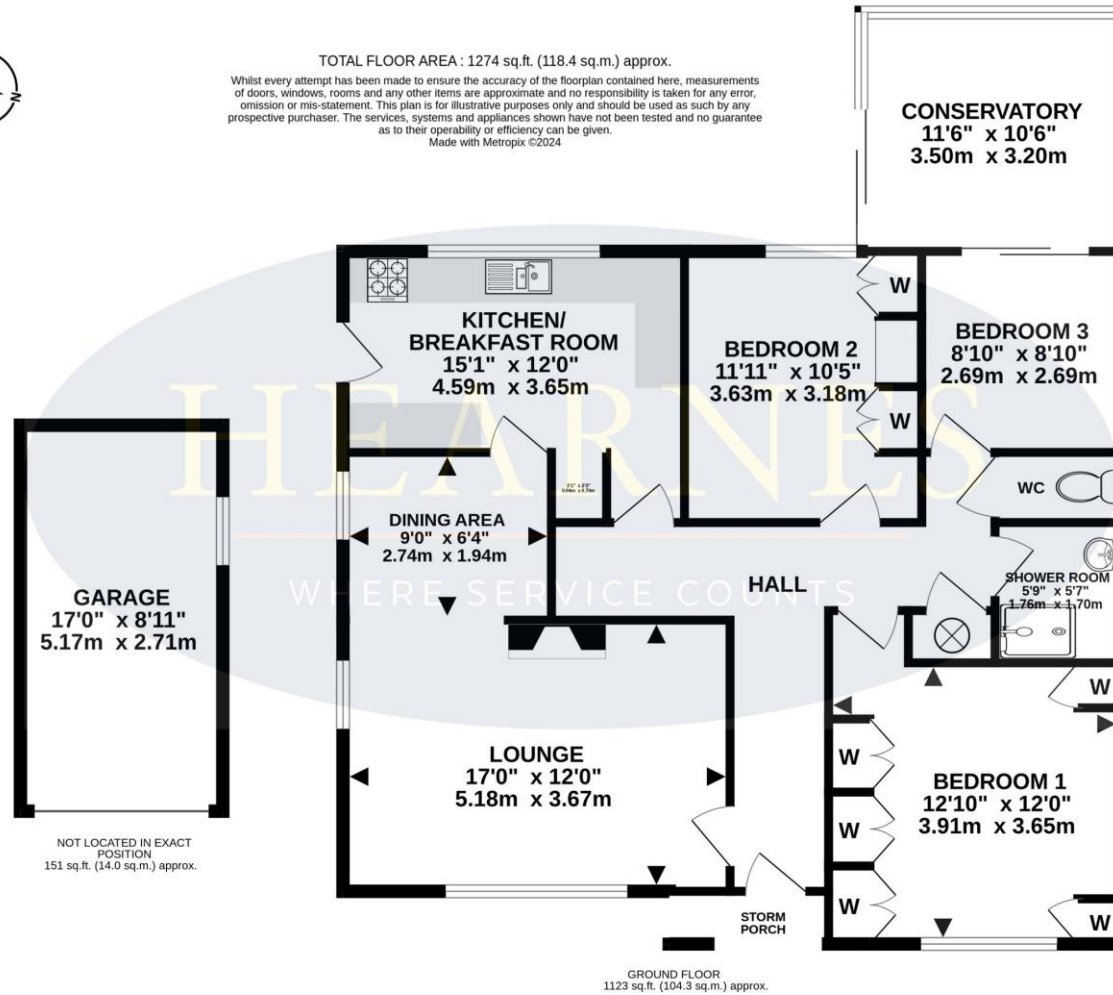 TOTAL FLOOR AREA : 1274 sq.ft. (118.4 sq.m.) approx.
Whilst every attempt has been made to ensure the accuracy of the floorplan contained here, measurements
of doors, windows, rooms and any other items are approximate and no responsibility is taken for any error,
omission or mis-statement. This plan is for illustrative purposes only and should be used as such by any
prospective purchaser. The services, systems and appliances shown have not been tested and no guarantee
as to their operability or efficiency can be given.
Made with Metropix ©2024
N
CONSERVATORY
11'6" x 10'6"
3.50m x 3.20m
KITCHEN/
BREAKFAST ROOM
15'1" x 12'0"
4.59m x 3.65m
BEDROOM 2
11'11" x 10'5"
3.63m x 3.18m
W
W
BEDROOM 3
8'10" x 8'10"
2.69m x 2.69m
HEARNES
WHERE SERVICE COUNTS
WC
DINING AREA
9'0" x 6'4"
2.74m x 1.94m
HALL
SHOWER ROOM
5'9" x 5'7"
1.76m x 1.70m
GARAGE
17'0" x 8'11"
5.17m x 2.71m
NOT LOCATED IN EXACT
POSITION
151 sq.ft. (14.0 sq.m.) approx.
LOUNGE
17'0" x 12'0"
5.18m x 3.67m
BEDROOM 1
12'10" x 12'0"
3.91m x 3.65m
W
W
W
W
W
STORM
PORCH
GROUND FLOOR
1123 sq.ft. (104.3 sq.m.) approx.